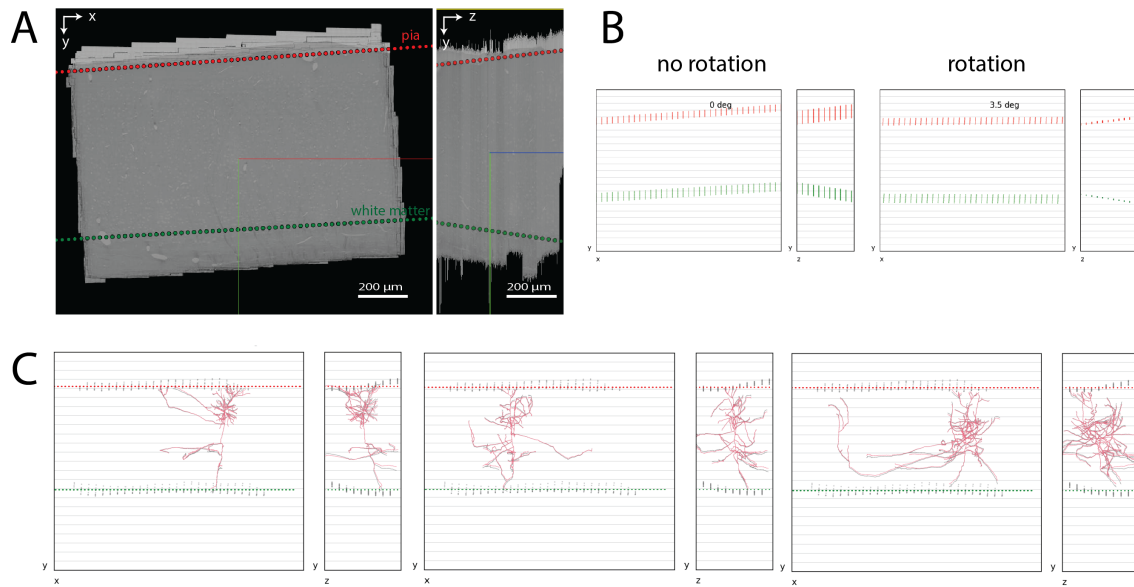 A
x
y
z
y
pia
white matter
200 µm
200 µm
B
no rotation
rotation
0 deg
3.5 deg
y
x
y
z
y
x
y
z
C
y
x
y
z
y
x
y
z
y
x
y
z